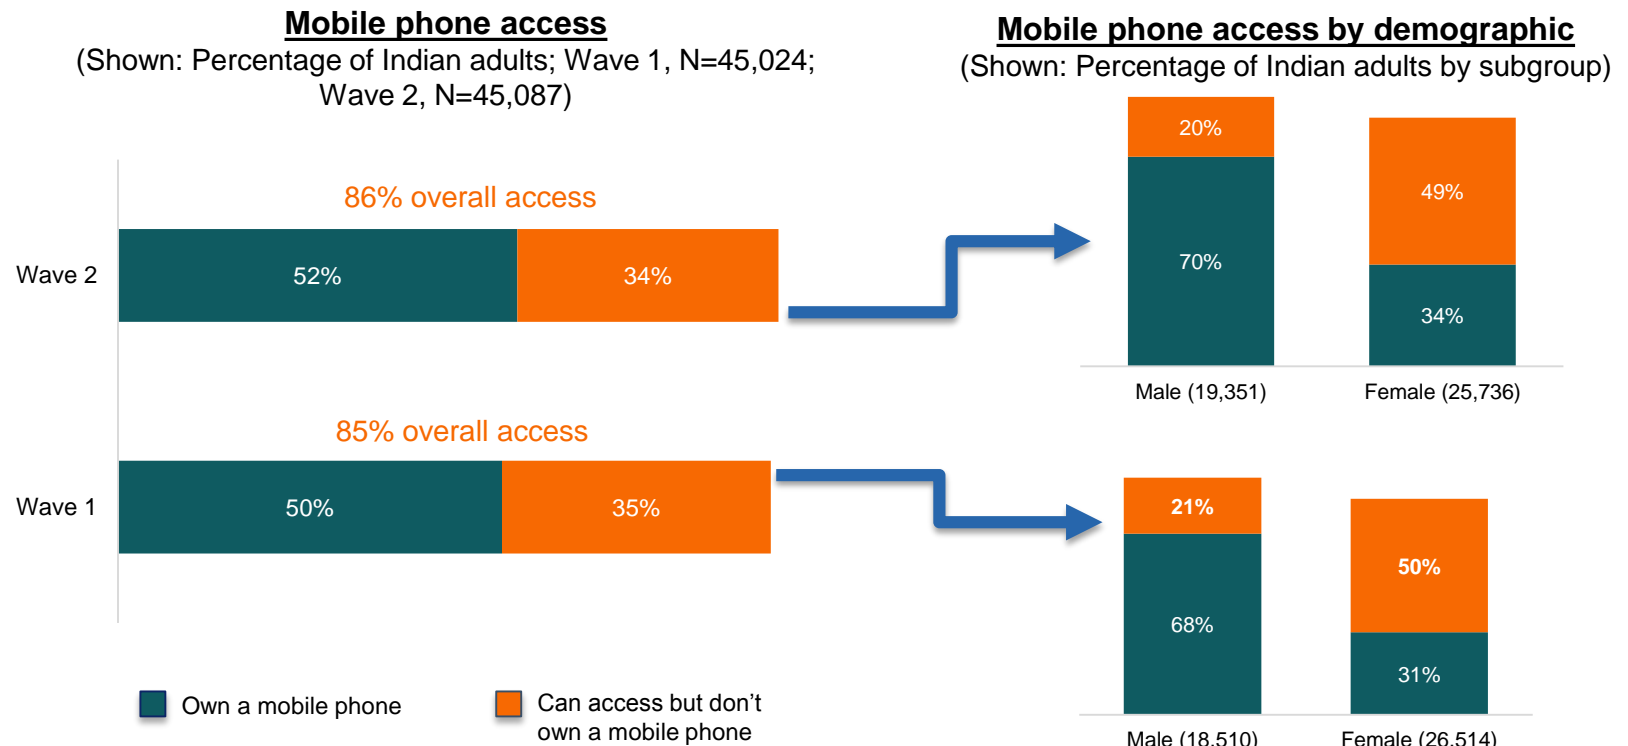 Mobile phone access
(Shown: Percentage of Indian adults; Wave 1, N=45,024;
Wave 2, N=45,087)
86% overall access
Wave 2
52%
34%
85% overall access
Wave 1
50%
35%
Own a mobile phone
Can access but don’t
own a mobile phone
Mobile phone access by demographic
(Shown: Percentage of Indian adults by subgroup)
20%
49%
70%
34%
Male (19,351)
Female (25,736)
21%
50%
68%
31%
Male (18,510)
Female (26,514)